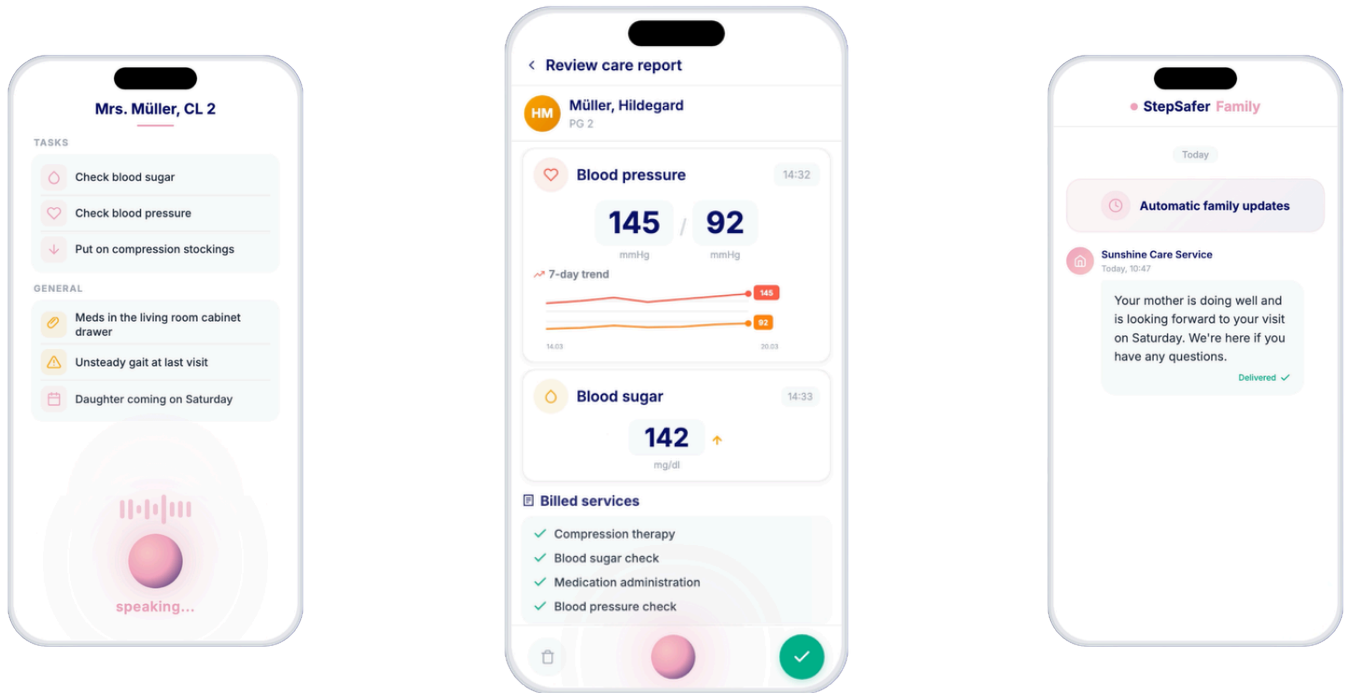 Mrs. Müller, CL 2
TASKS
Check blood sugar
Check blood pressure
Put on compression stockings
GENERAL
Meds in the living room cabinet
drawer
Unsteady gait at last visit
Daughter coming on Saturday
speaking...
Review care report
HM
Müller, Hildegard
PG 2
Blood pressure
14:32
145 / 92
mmHg mmHg
7-day trend
145
92
14.03 20.03
Blood sugar
14:33
142
mg/dl
Billed services
Compression therapy
Blood sugar check
Medication administration
Blood pressure check
StepSafer Family
Today
Automatic family updates
Sunshine Care Service
Today, 10:47
Your mother is doing well and
is looking forward to your visit
on Saturday. We're here if you
have any questions.
Delivered